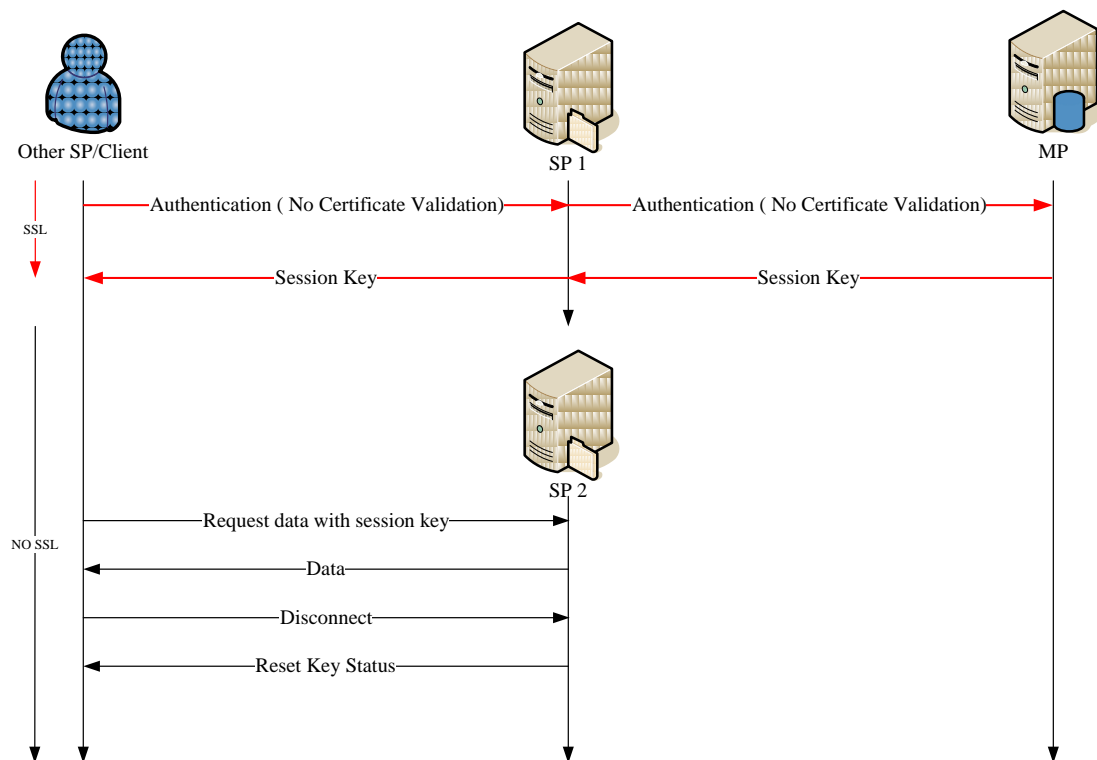 Other SP/Client
SP 1
MP
SSL
Authentication ( No Certificate Validation)
Authentication ( No Certificate Validation)
Session Key
Session Key
SP 2
NO SSL
Request data with session key
Data
Disconnect
Reset Key Status